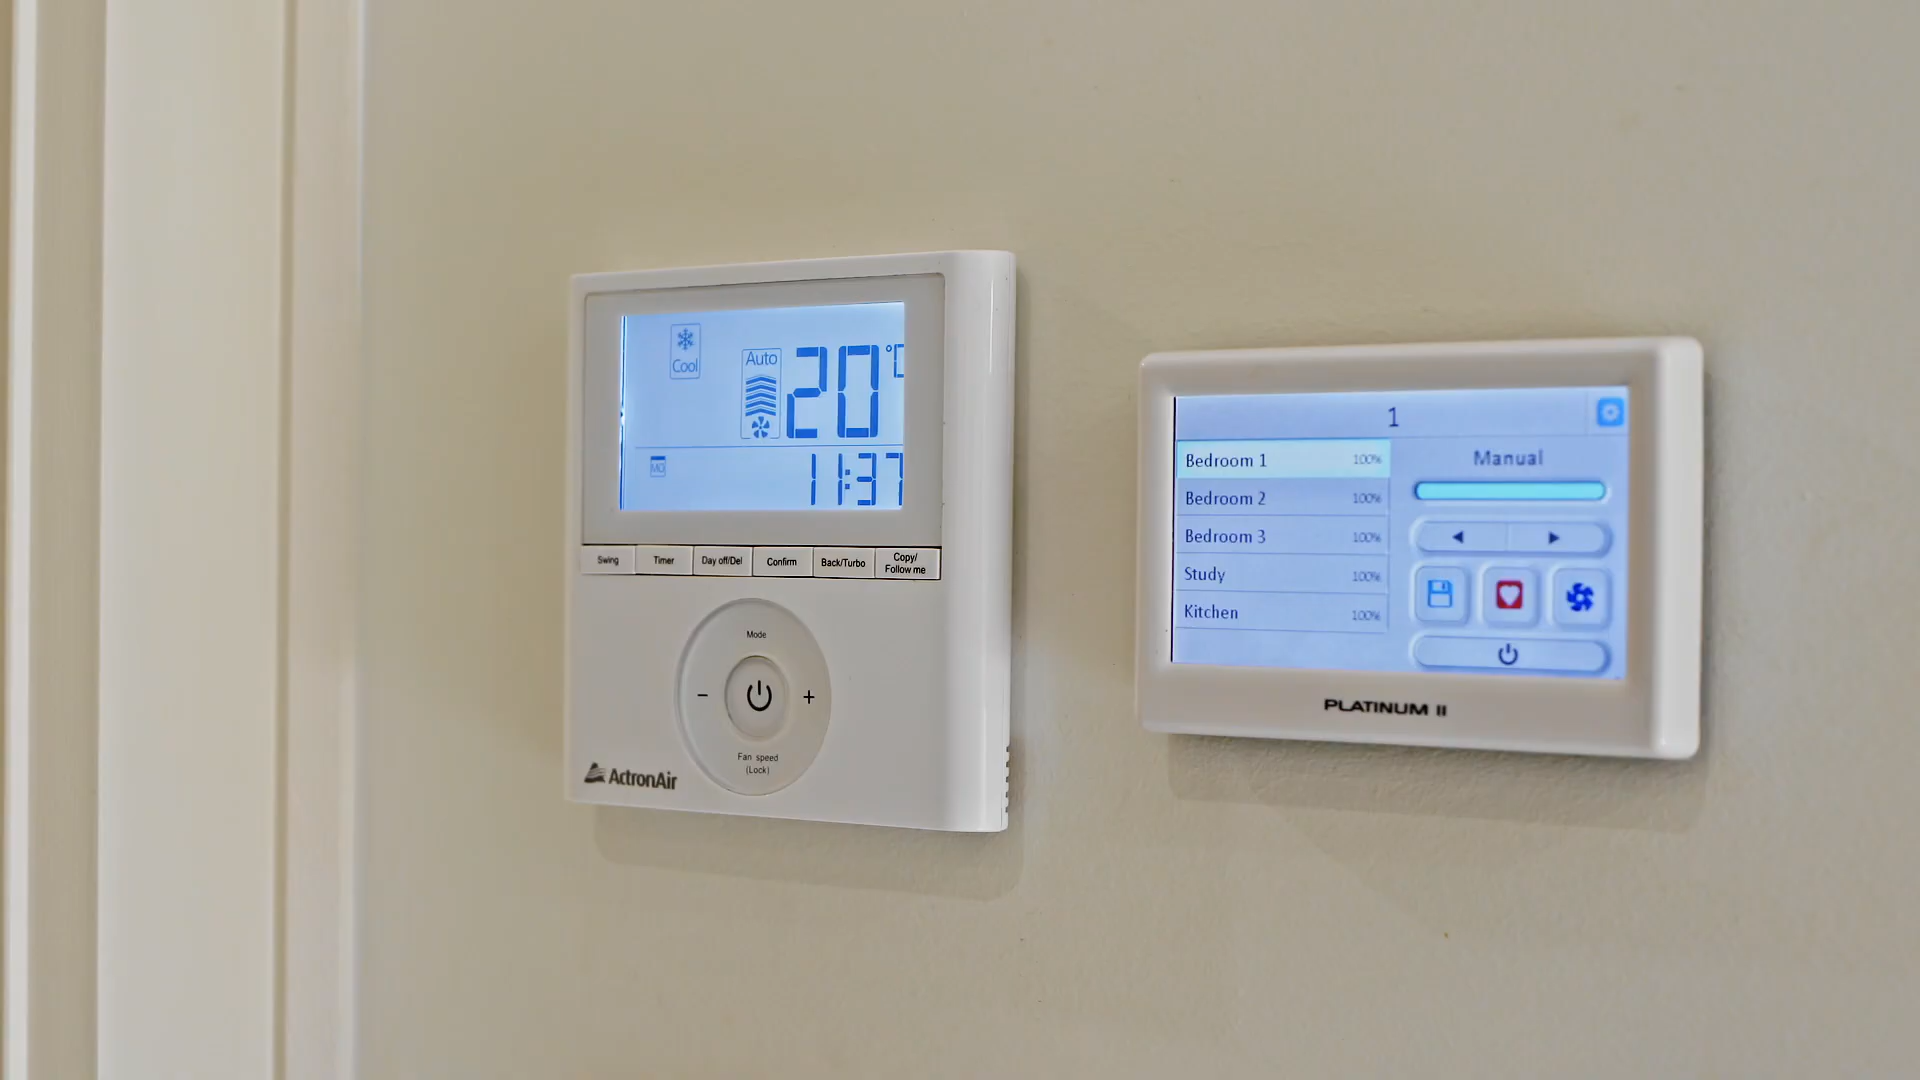 Cool
Auto
20°C
MO
11:37
Swing
Timer
Day off/Del
Confirm
Back/Turbo
Copy/
Follow me
Mode
− +
Fan speed
(Lock)
ActronAir
1
Bedroom 1 100%
Bedroom 2 100%
Bedroom 3 100%
Study 100%
Kitchen 100%
Manual
PLATINUM II